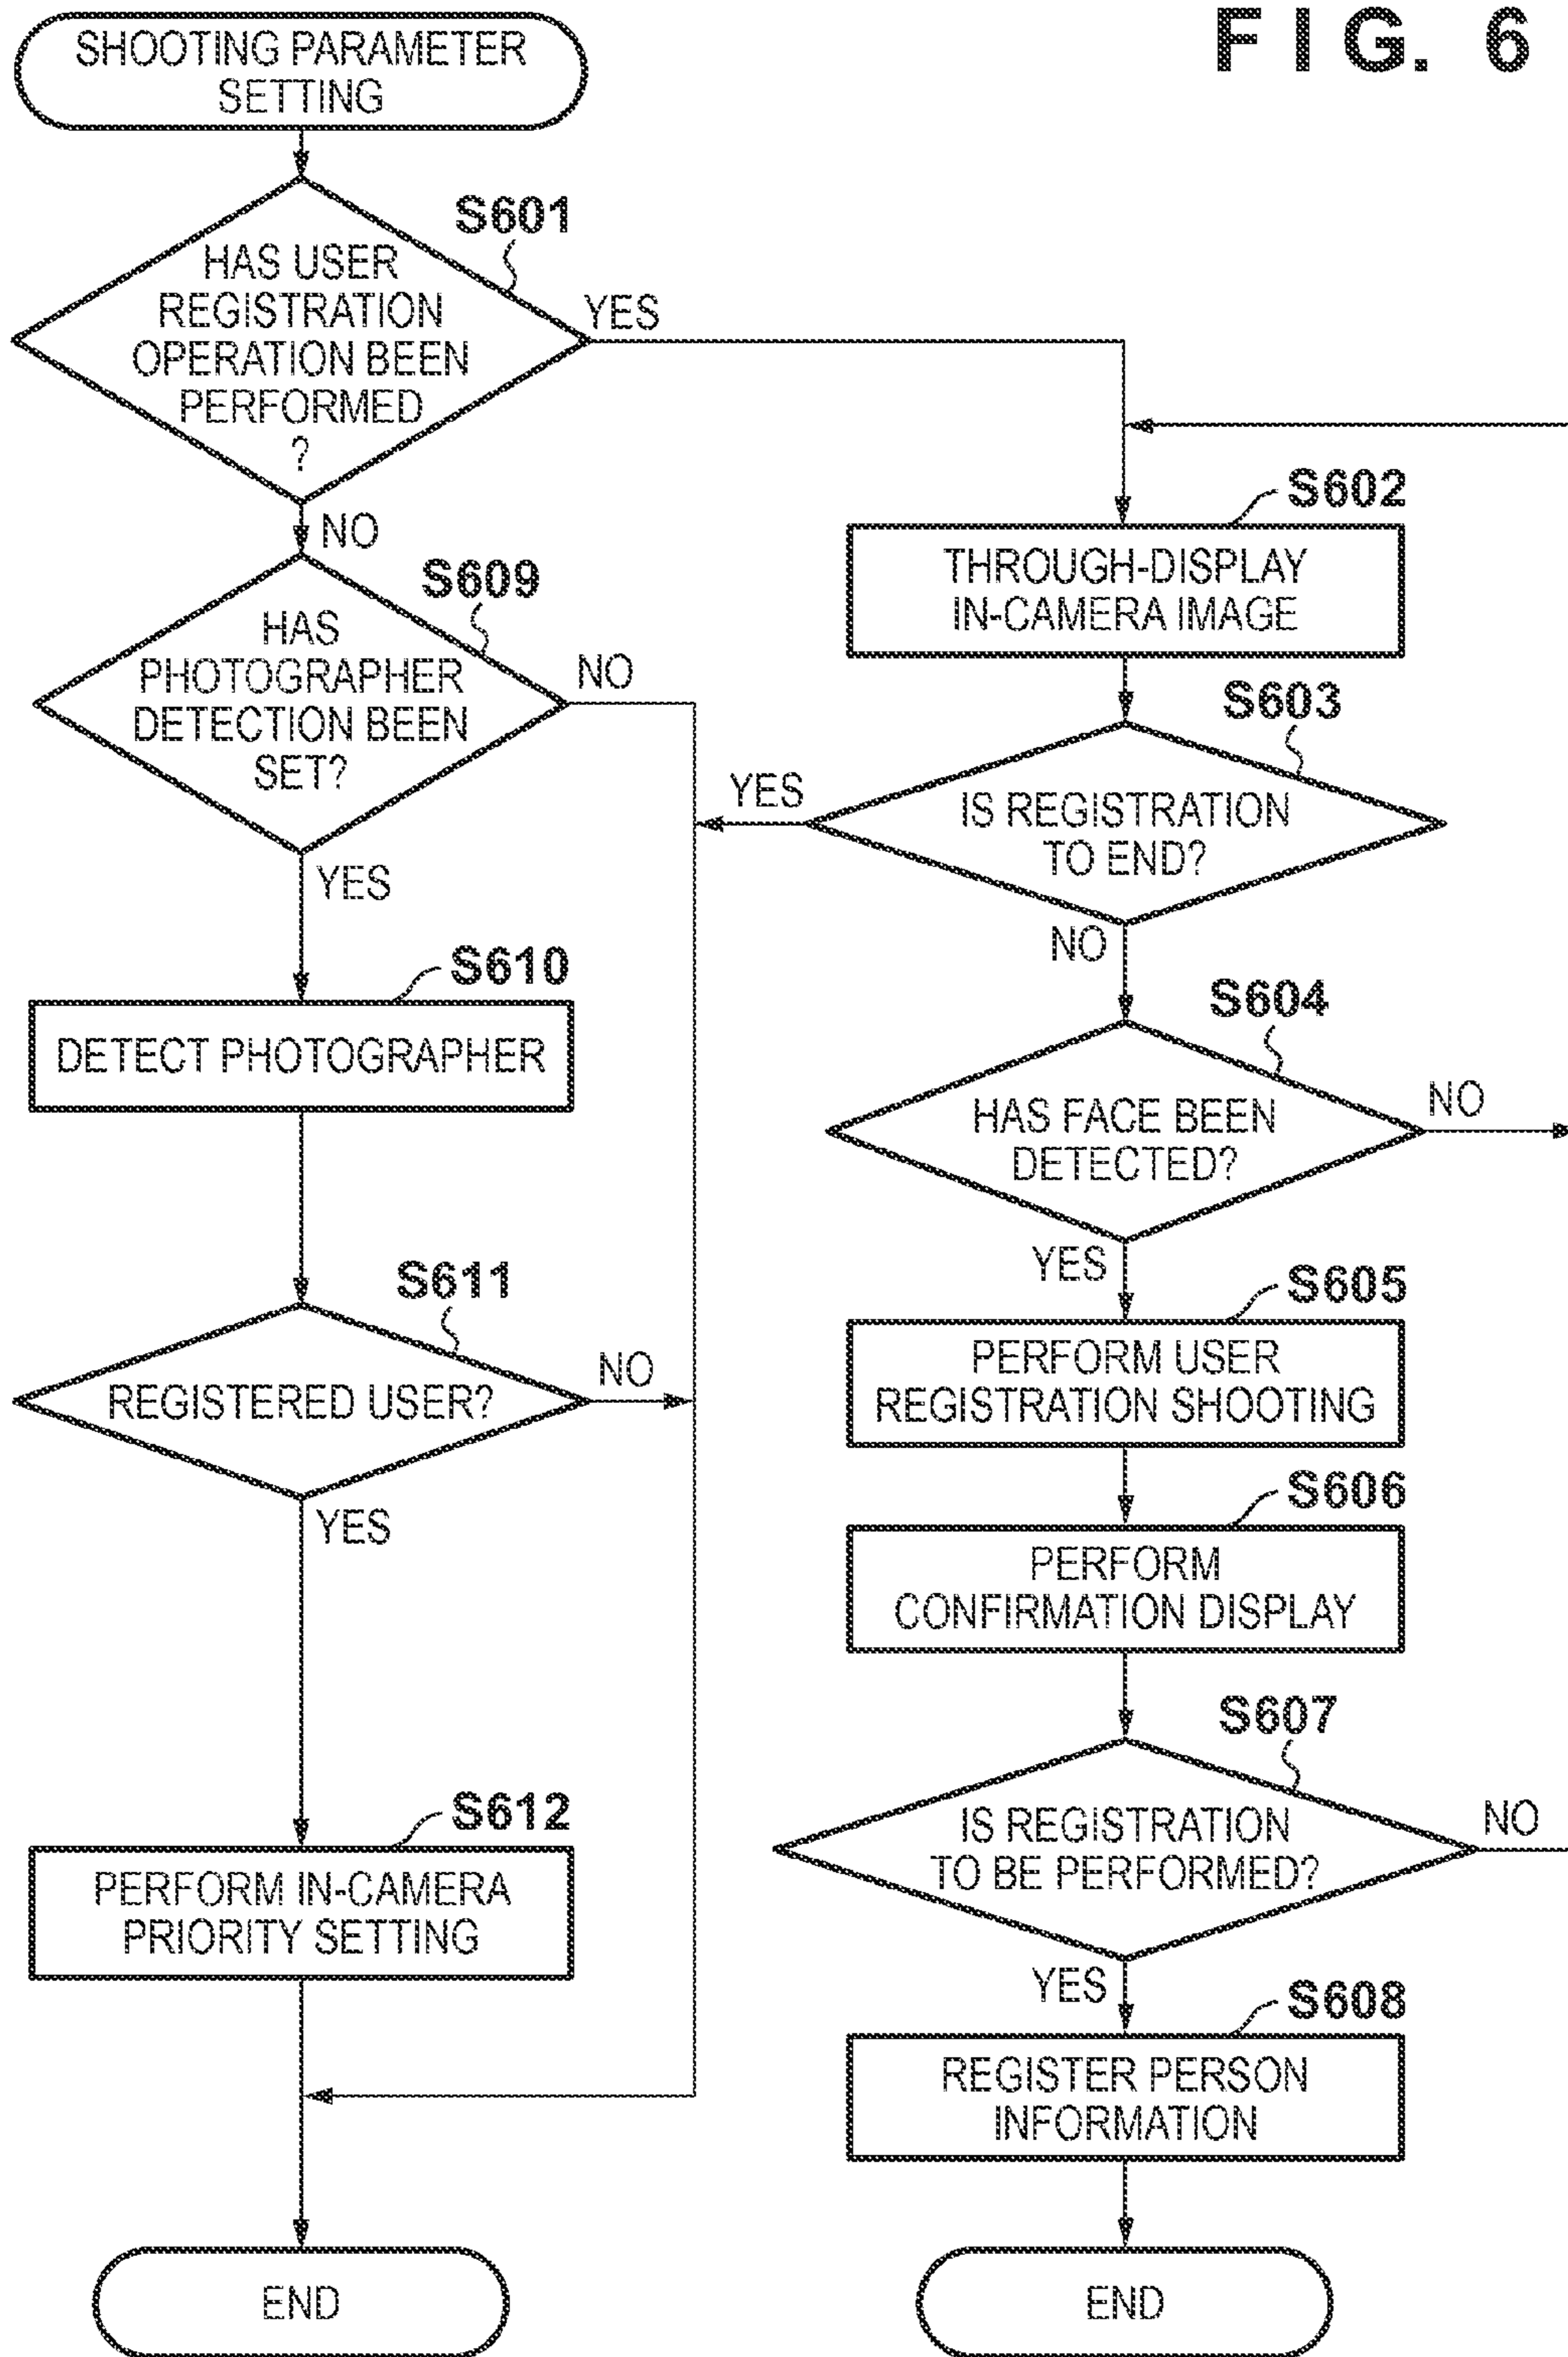 FIG. 6
SHOOTING PARAMETER
SETTING
S601
HAS USER
REGISTRATION
OPERATION BEEN
PERFORMED
?
YES
NO
S609
HAS
PHOTOGRAPHER
DETECTION BEEN
SET?
NO
YES
S610
DETECT PHOTOGRAPHER
S611
REGISTERED USER?
NO
YES
S612
PERFORM IN-CAMERA
PRIORITY SETTING
END
S602
THROUGH-DISPLAY
IN-CAMERA IMAGE
S603
YES
IS REGISTRATION
TO END?
NO
S604
HAS FACE BEEN
DETECTED?
NO
YES
S605
PERFORM USER
REGISTRATION SHOOTING
S606
PERFORM
CONFIRMATION DISPLAY
S607
IS REGISTRATION
TO BE PERFORMED?
NO
YES
S608
REGISTER PERSON
INFORMATION
END